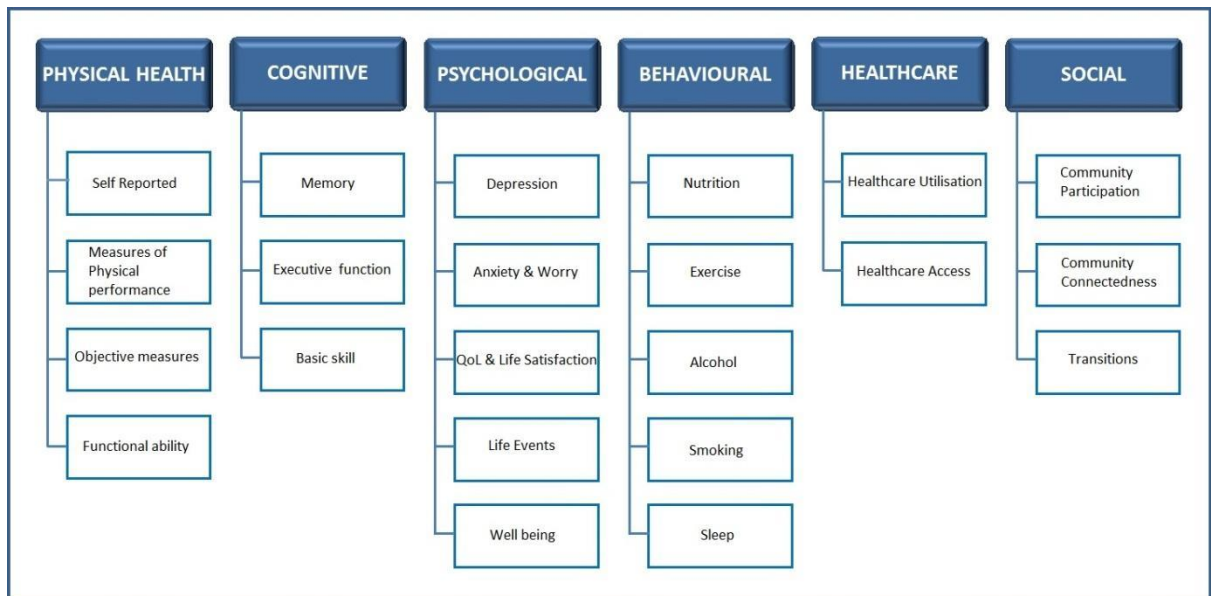 PHYSICAL HEALTH
Self Reported
Measures of
Physical
performance
Objective measures
Functional ability
COGNITIVE
Memory
Executive function
Basic skill
PSYCHOLOGICAL
Depression
Anxiety & Worry
QoL & Life Satisfaction
Life Events
Well being
BEHAVIOURAL
Nutrition
Exercise
Alcohol
Smoking
Sleep
HEALTHCARE
Healthcare Utilisation
Healthcare Access
SOCIAL
Community
Participation
Community
Connectedness
Transitions